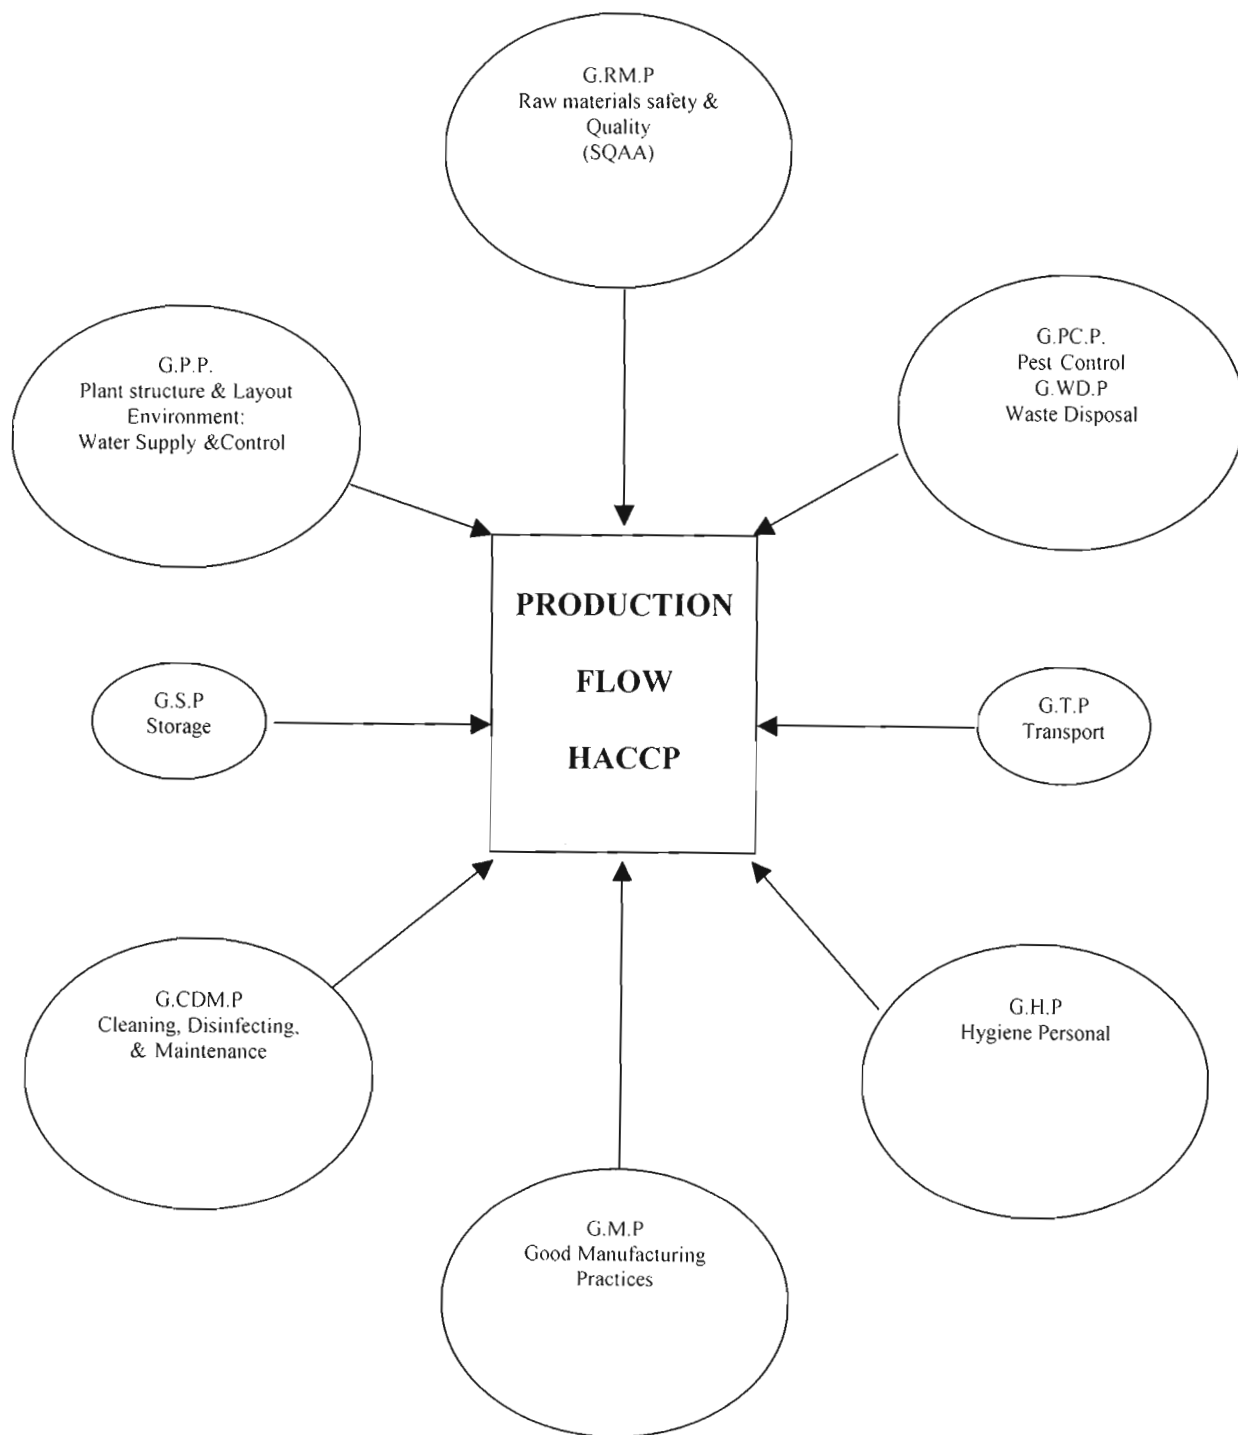 G.RM.P
Raw materials safety &
Quality
(SQAA)
G.P.P.
Plant structure & Layout
Environment:
Water Supply &Control
G.PC.P.
Pest Control
G.WD.P
Waste Disposal
PRODUCTION
FLOW
HACCP
G.S.P
Storage
G.T.P
Transport
G.CDM.P
Cleaning, Disinfecting,
& Maintenance
G.H.P
Hygiene Personal
G.M.P
Good Manufacturing
Practices